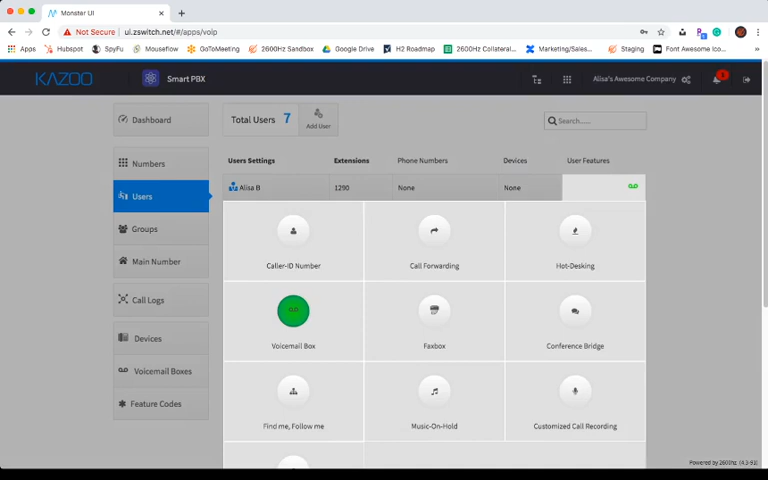 Monster UI
Not Secure ui.zswitch.net/#/apps/voip
Apps Hubspot SpyFu Mouseflow GoToMeeting 2600Hz Sandbox Google Drive H2 Roadmap 2600Hz Collateral... Marketing/Sales... Staging Font Awesome Ico...
KAZOO Smart PBX Alisa's Awesome Company
Dashboard
Total Users 7
Add User
Search......
Users Settings Extensions Phone Numbers Devices User Features
Numbers
Alisa B 1290 None None
Users
Groups
Main Number
Call Logs
Devices
Voicemail Boxes
Feature Codes
Caller-ID Number Call Forwarding Hot-Desking
Voicemail Box Faxbox Conference Bridge
Find me, Follow me Music-On-Hold Customized Call Recording